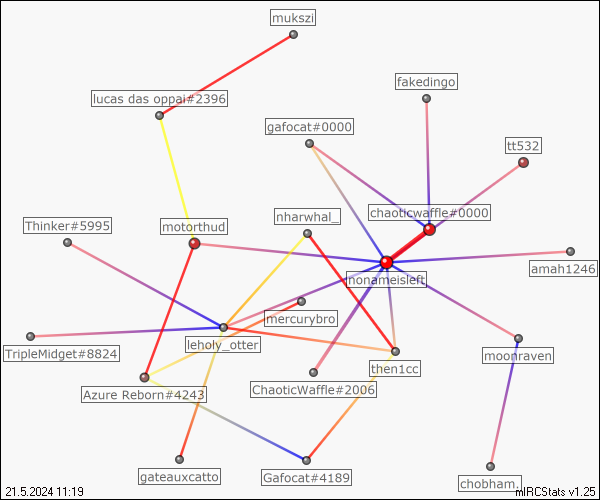 mukszi
fakedingo
lucas das oppai#2396
gafocat#0000
tt532
chaoticwaffle#0000
nharwhal_
Thinker#5995
motorthud
amah1246
nonameisleft
mercurybro
leholy_otter
TripleMidget#8824
moonraven
then1cc
Azure Reborn#4243
ChaoticWaffle#2006
gateauxcatto
Gafocat#4189
chobham.
21.5.2024 11:19
mIRCStats v1.25